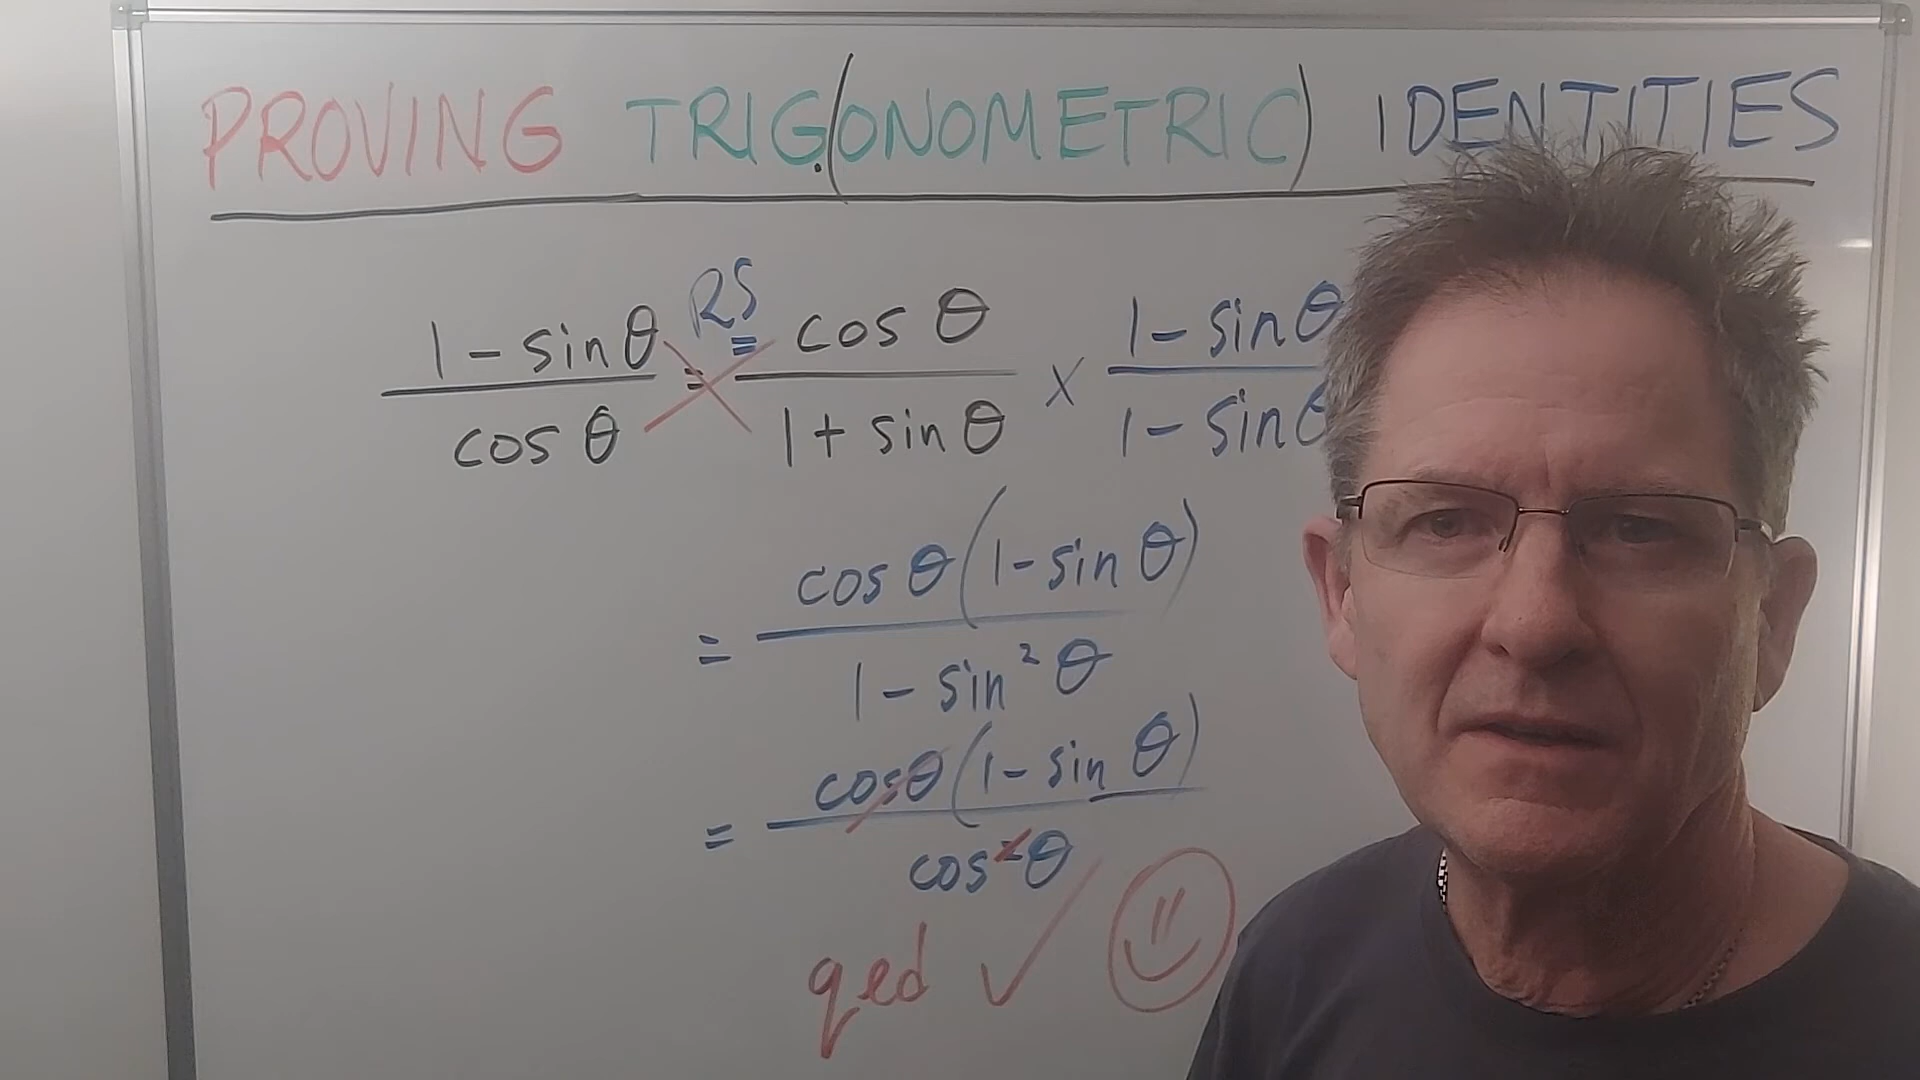 PROVING TRIG.(ONOMETRIC) IDENTITIES
RS
1 - sin θ / cos θ = ≡ cos θ / 1 + sin θ × 1 - sin θ / 1 - sin θ
= cos θ (1 - sin θ) / 1 - sin² θ
= cos θ (1 - sin θ) / cos² θ
qed ✓